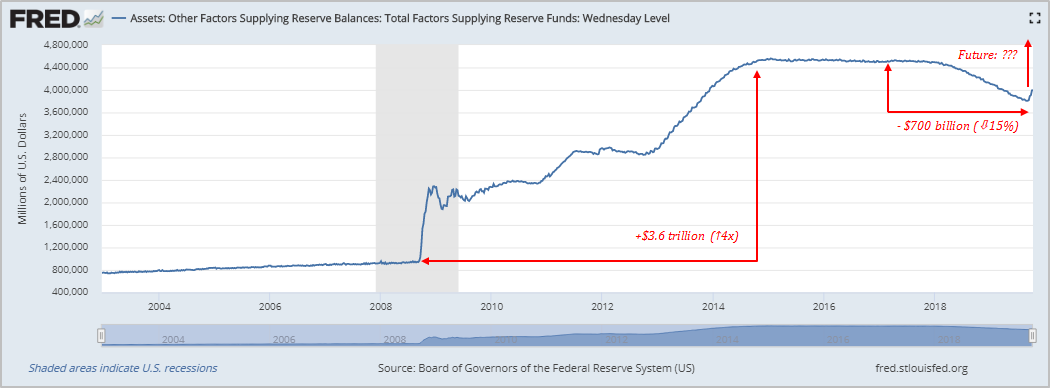 FRED
Assets: Other Factors Supplying Reserve Balances: Total Factors Supplying Reserve Funds: Wednesday Level
Millions of U.S. Dollars
4,800,000
4,400,000
4,000,000
3,600,000
3,200,000
2,800,000
2,400,000
2,000,000
1,600,000
1,200,000
800,000
400,000
Future: ???
- $700 billion (⇩15%)
+$3.6 trillion (↑4x)
2004 2006 2008 2010 2012 2014 2016 2018
2004 2006 2008 2010 2012 2014 2016 2018
Shaded areas indicate U.S. recessions
Source: Board of Governors of the Federal Reserve System (US)
fred.stlouisfed.org